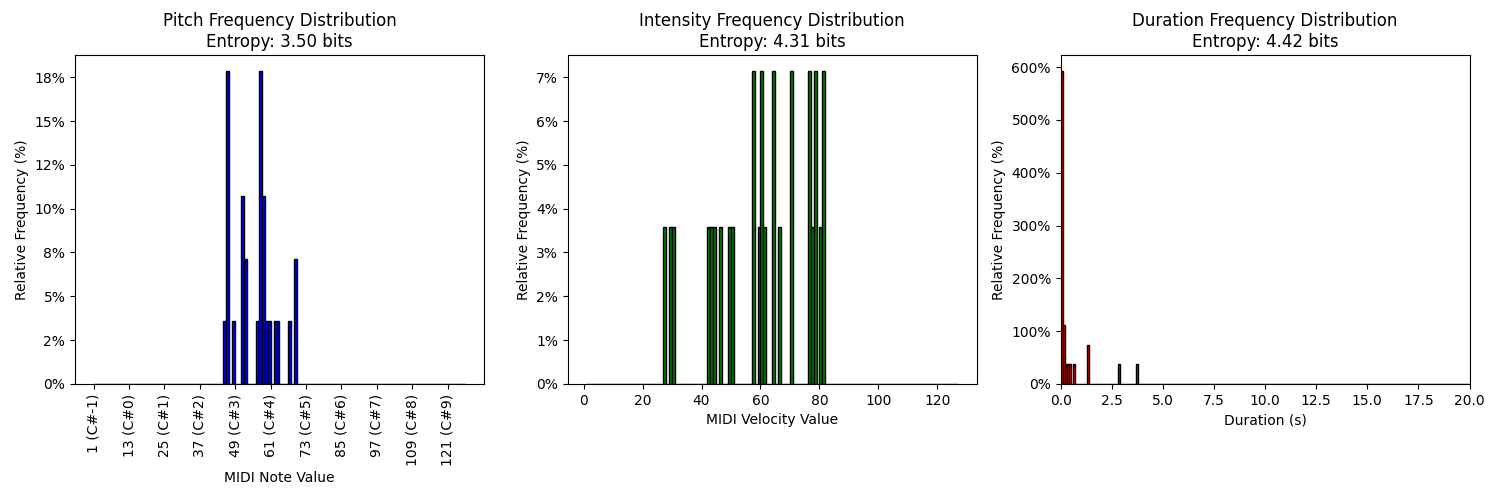 Pitch Frequency Distribution
Entropy: 3.50 bits
Relative Frequency (%)
18%
15%
12%
10%
8%
5%
2%
0%
1 (C#-1)
13 (C#0)
25 (C#1)
37 (C#2)
49 (C#3)
61 (C#4)
73 (C#5)
85 (C#6)
97 (C#7)
109 (C#8)
121 (C#9)
MIDI Note Value
Intensity Frequency Distribution
Entropy: 4.31 bits
Relative Frequency (%)
7%
6%
5%
4%
3%
2%
1%
0%
0
20
40
60
80
100
120
MIDI Velocity Value
Duration Frequency Distribution
Entropy: 4.42 bits
Relative Frequency (%)
600%
500%
400%
300%
200%
100%
0%
0.0
2.5
5.0
7.5
10.0
12.5
15.0
17.5
20.0
Duration (s)